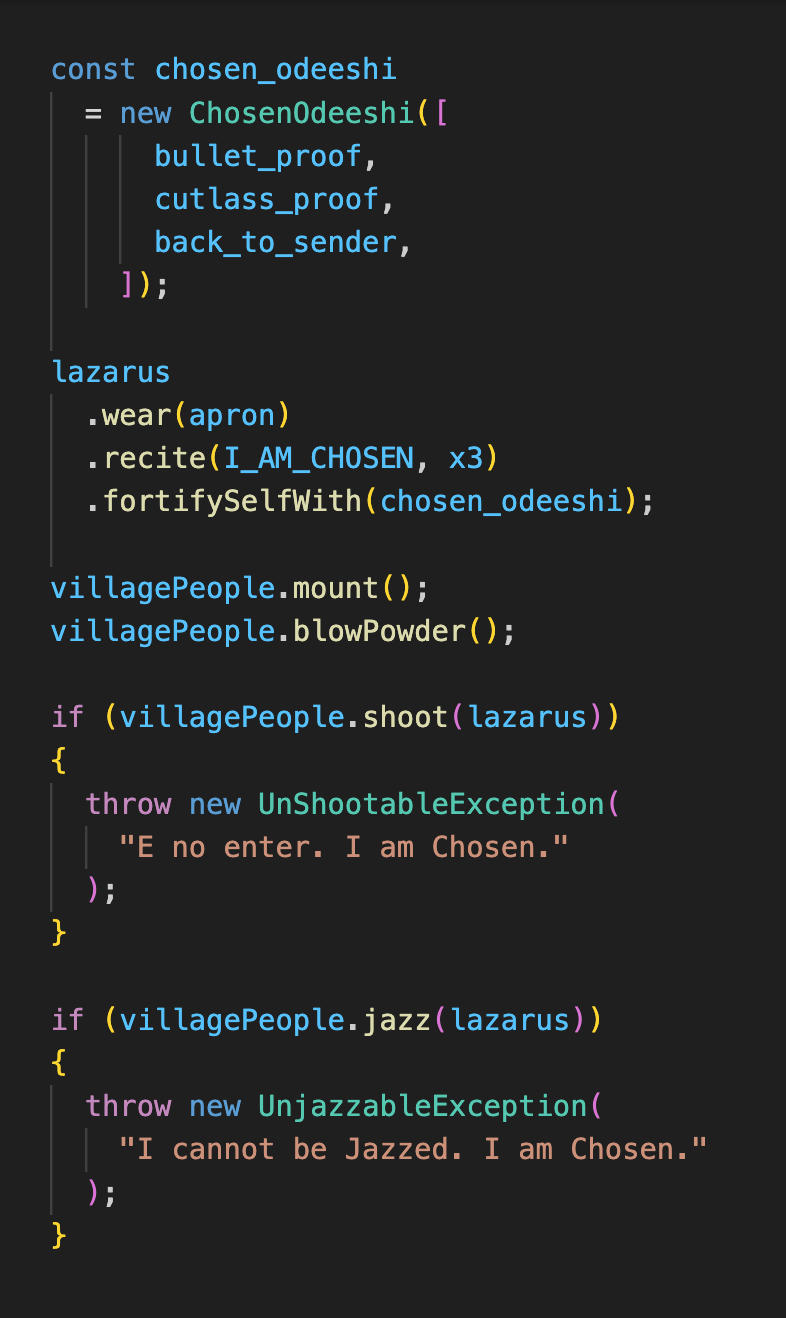 const chosen_odeeshi
= new ChosenOdeeshi([
bullet_proof,
cutlass_proof,
back_to_sender,
]);
lazarus
.wear(apron)
.recite(I_AM_CHOSEN, x3)
.fortifySelfWith(chosen_odeeshi);
villagePeople.mount();
villagePeople.blowPowder();
if (villagePeople.shoot(lazarus))
{
throw new UnShootableException(
"E no enter. I am Chosen."
);
}
if (villagePeople.jazz(lazarus))
{
throw new UnjazzableException(
"I cannot be Jazzed. I am Chosen."
);
}